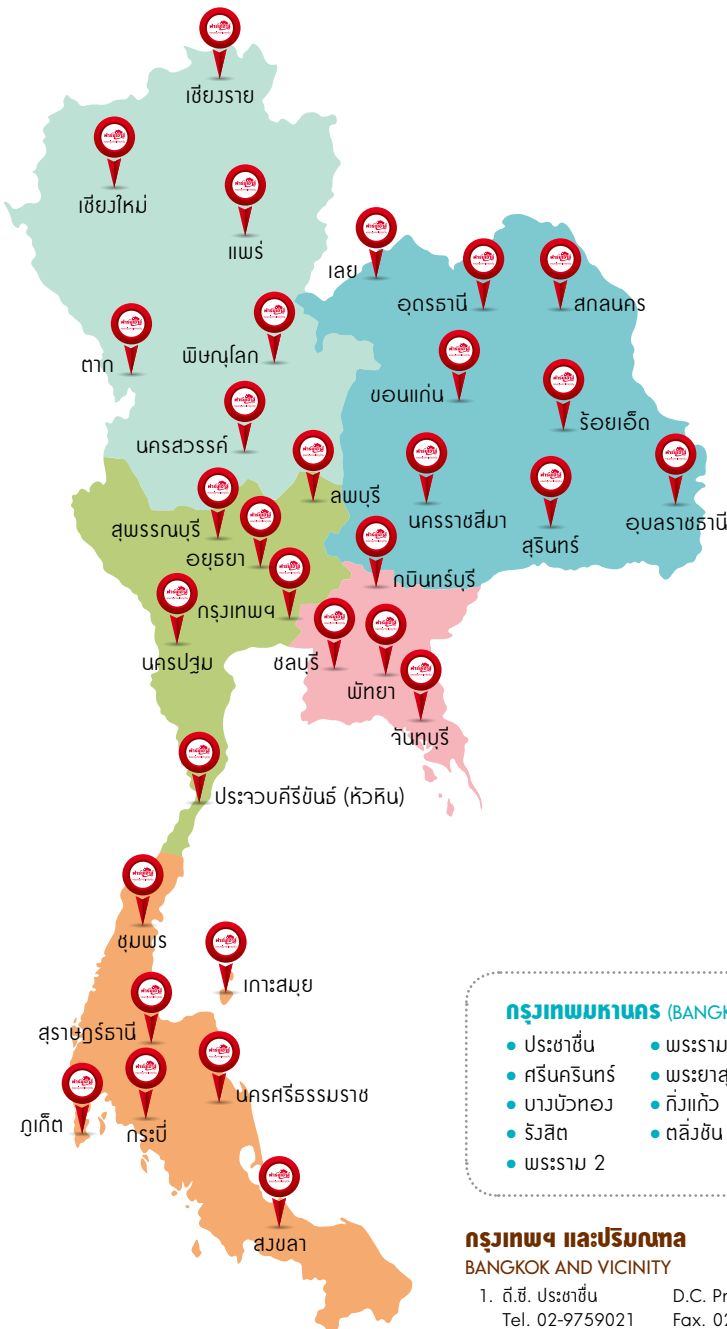 เชียงราย
เชียงใหม่
แพร่
เลย
อุดรธานี
สกลนคร
ตาก
พิษณุโลก
ขอนแก่น
ร้อยเอ็ด
นครสวรรค์
ลพบุรี
นครราชสีมา
สุรินทร์
อุบลราชธานี
สุพรรณบุรี
อยุธยา
กบินทร์บุรี
กรุงเทพฯ
นครปฐม
ชลบุรี
พัทยา
จันทบุรี
ประจวบคีรีขันธ์ (หัวหิน)
ชุมพร
เกาะสมุย
สุราษฎร์ธานี
นครศรีธรรมราช
ภูเก็ต
กระบี่
สงขลา
กรุงเทพมหานคร (BANGK
• ประชาชื่น • พระราม
• ศรีนครินทร์ • พระยาสุ
• บางบัวทอง • กิ่งแก้ว
• รังสิต • ตลิ่งชัน
• พระราม 2
กรุงเทพฯ และปริมณฑล
BANGKOK AND VICINITY
1. ดี.ซี. ประชาชื่น D.C. Pr
Tel. 02-9759021 Fax. 02